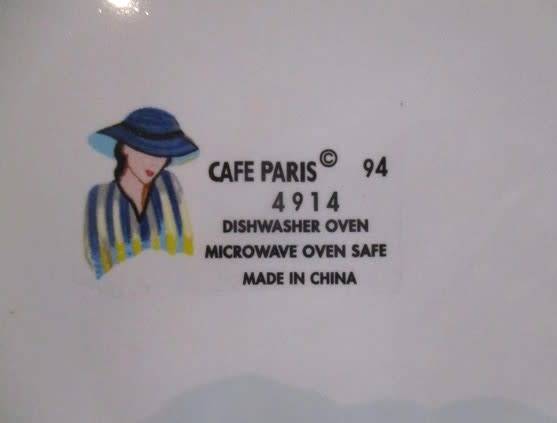 CAFE PARIS© 94
4914
DISHWASHER OVEN
MICROWAVE OVEN SAFE
MADE IN CHINA